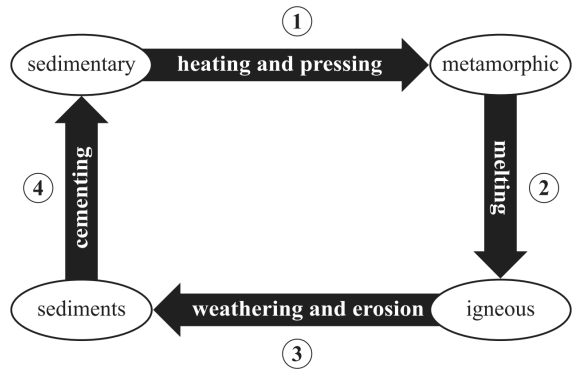 1
sedimentary
heating and pressing
metamorphic
4
cementing
melting
2
sediments
weathering and erosion
igneous
3